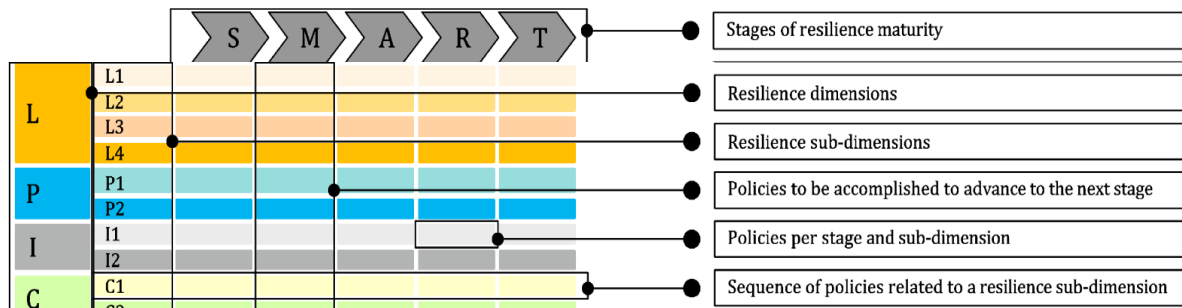 S M A R T
Stages of resilience maturity
L
L1
L2
L3
L4
Resilience dimensions
Resilience sub-dimensions
P
P1
P2
Policies to be accomplished to advance to the next stage
I
I1
I2
Policies per stage and sub-dimension
C
C1
Sequence of policies related to a resilience sub-dimension